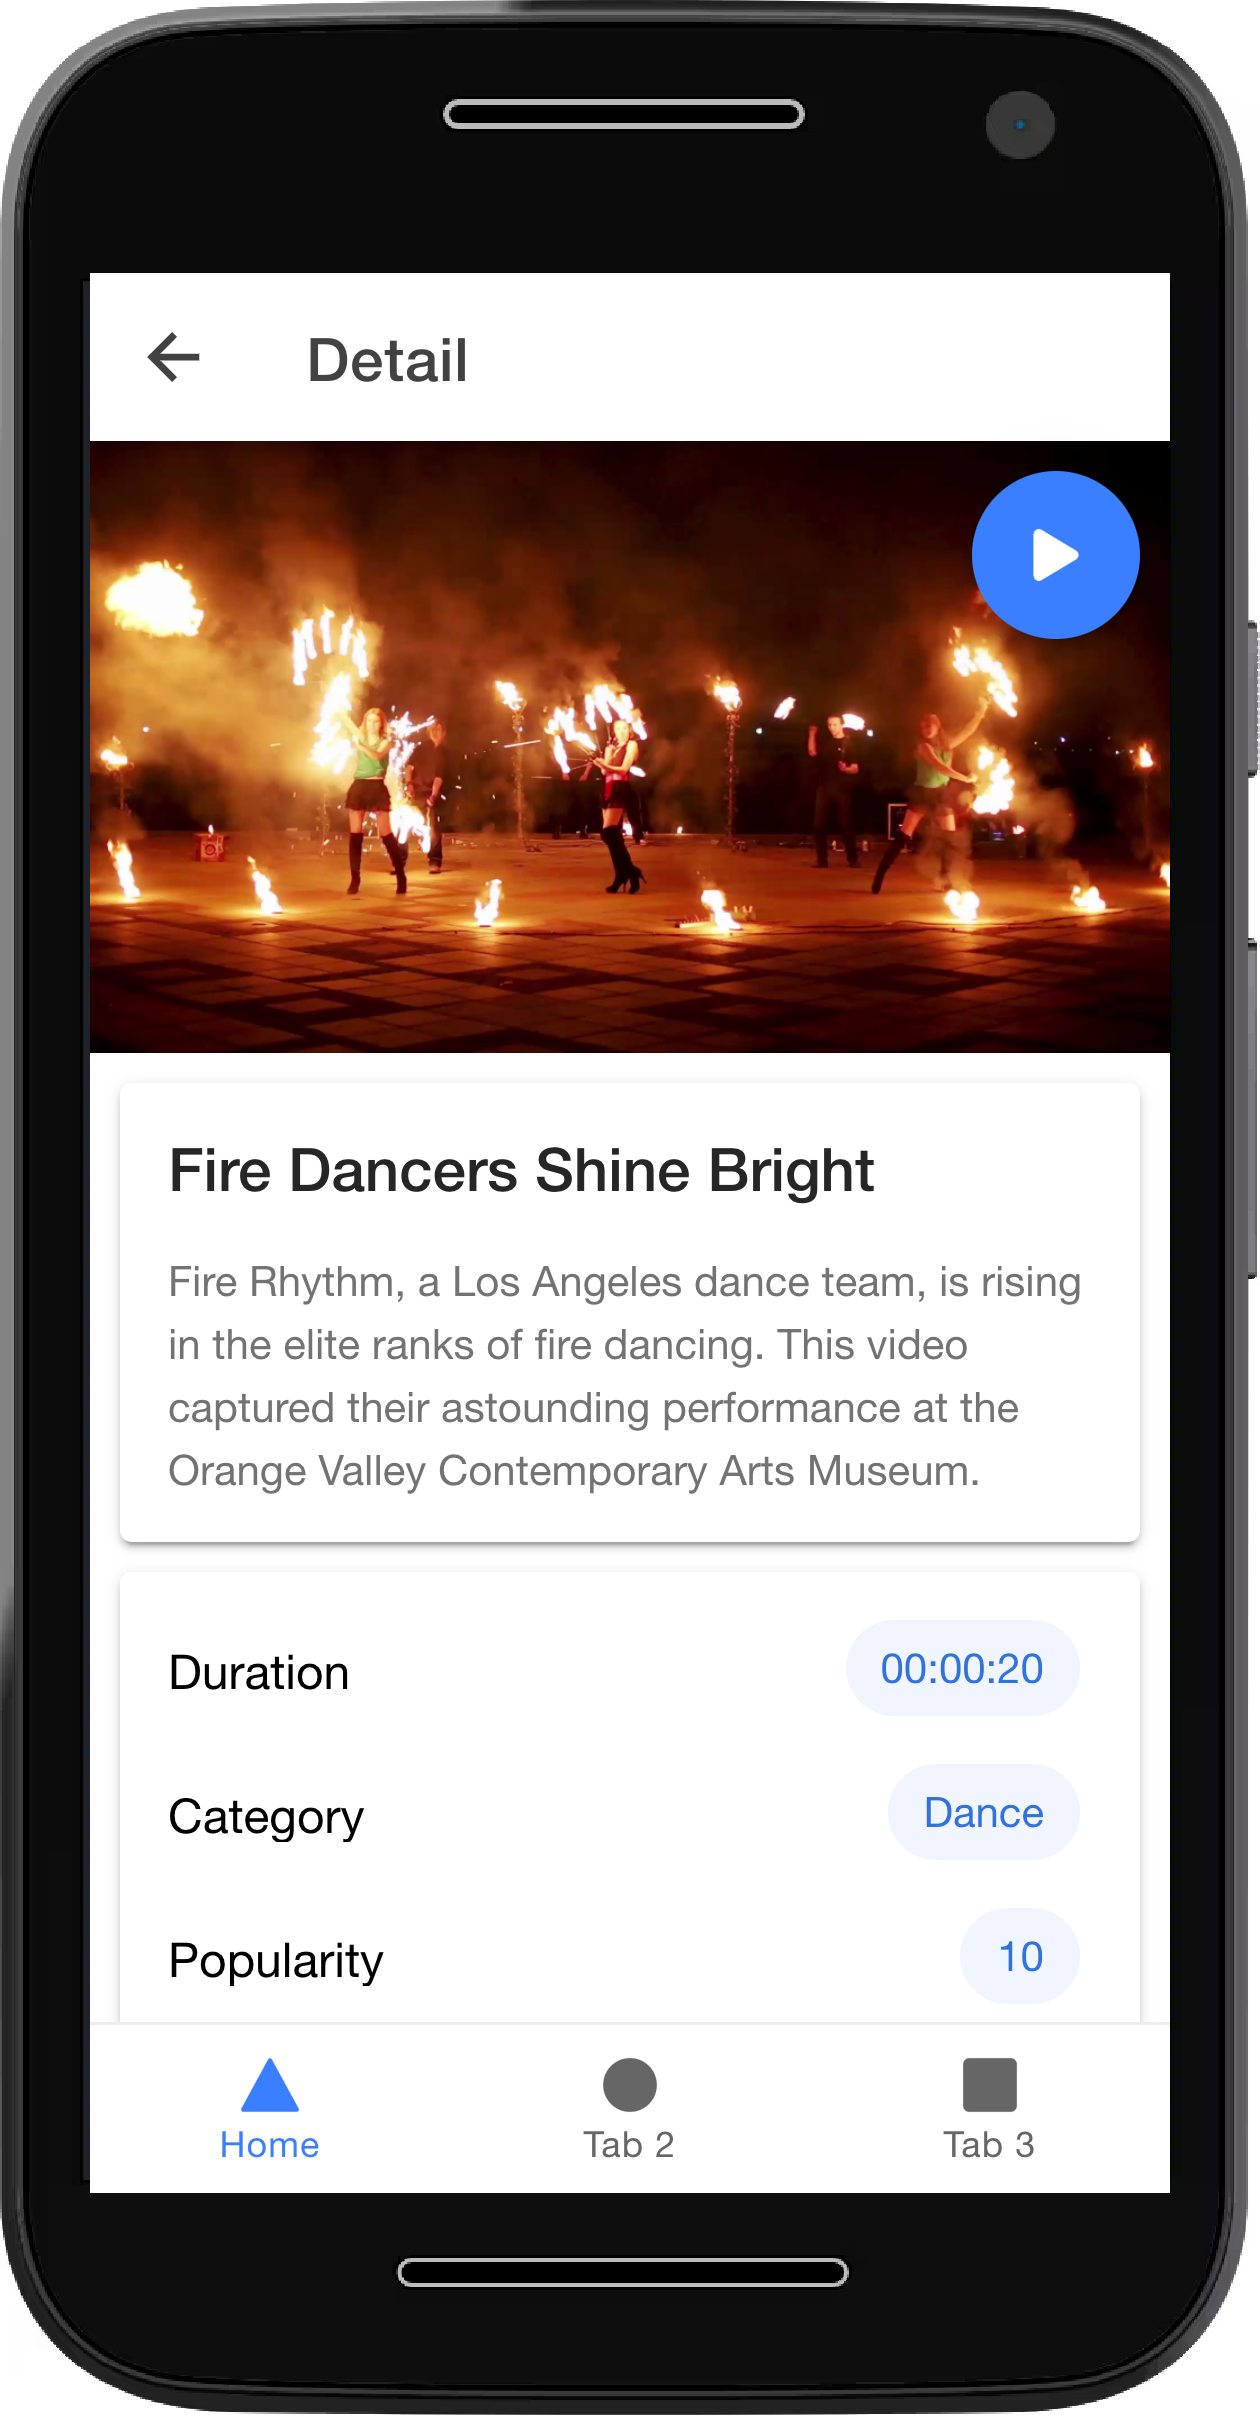 Detail
Fire Dancers Shine Bright
Fire Rhythm, a Los Angeles dance team, is rising
in the elite ranks of fire dancing. This video
captured their astounding performance at the
Orange Valley Contemporary Arts Museum.
Duration 00:00:20
Category Dance
Popularity 10
Home Tab 2 Tab 3